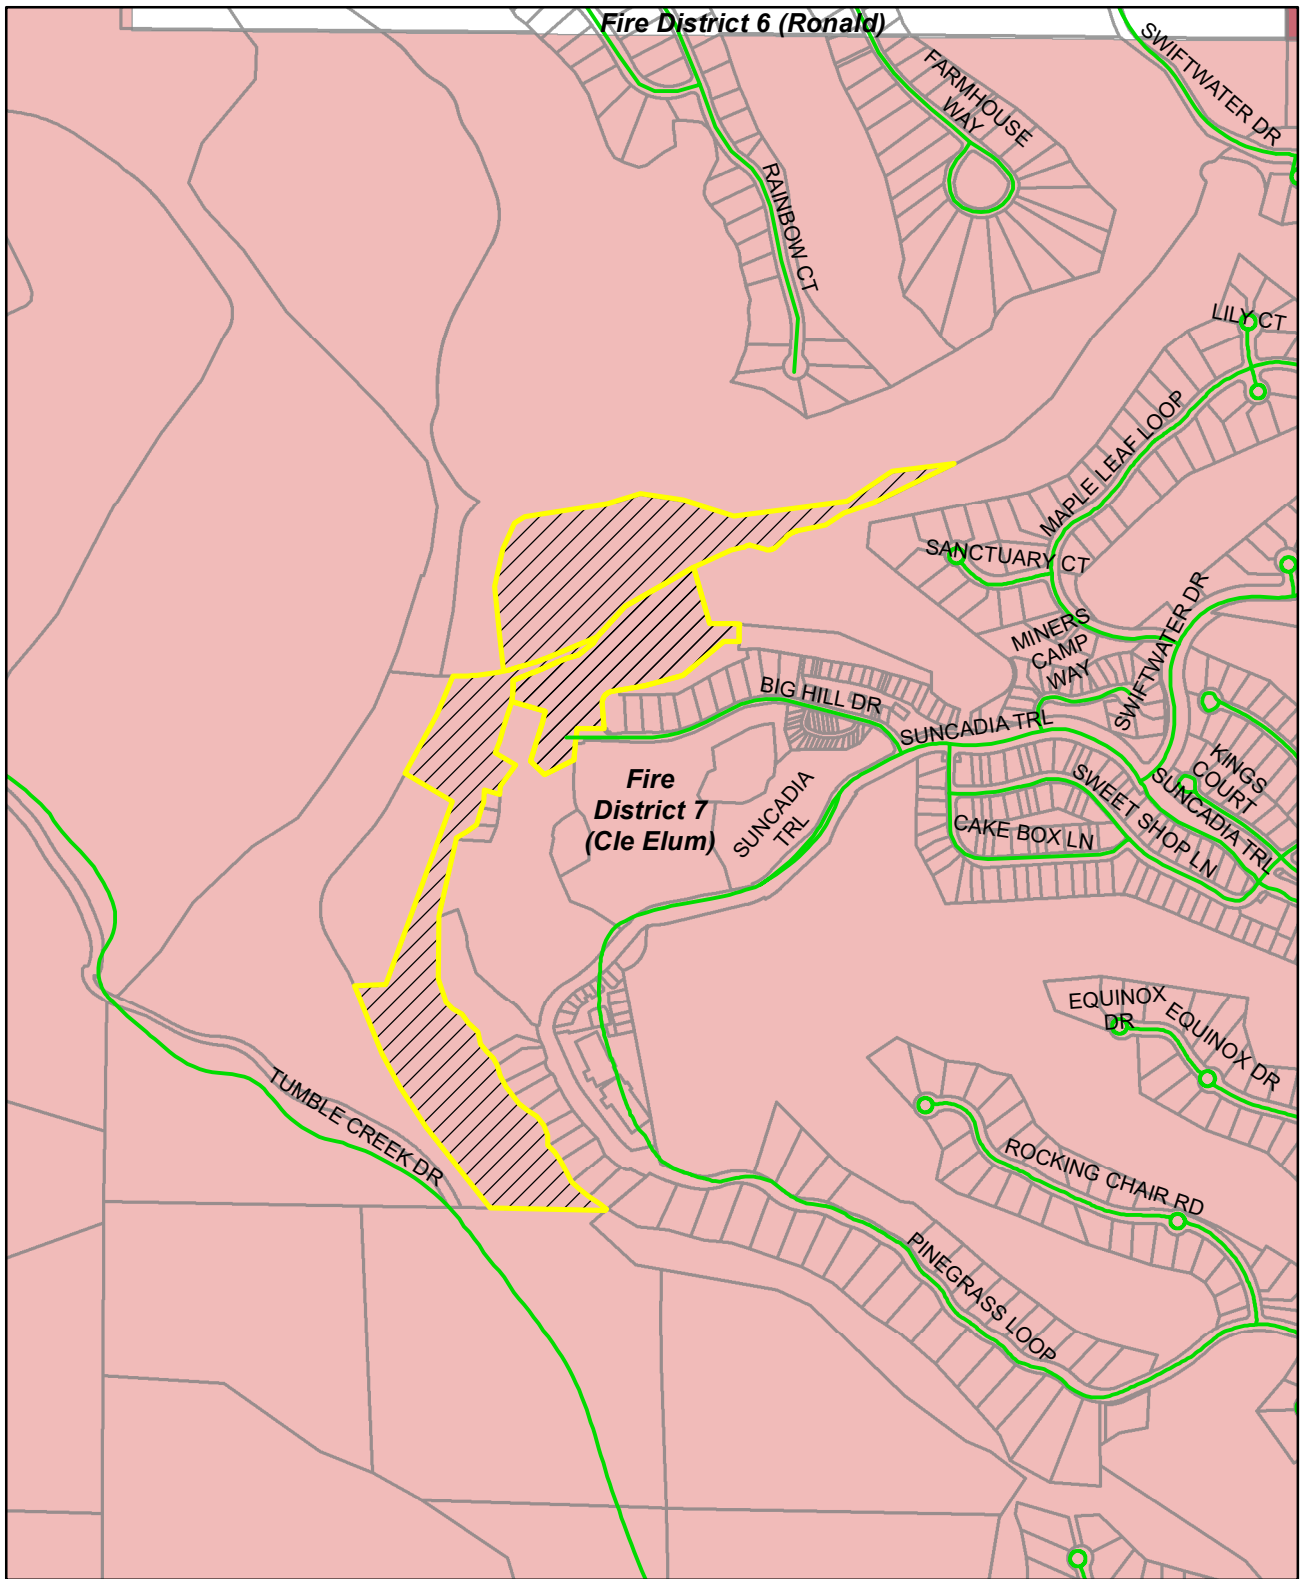 Fire District 6 (Ronald)
SWIFTWATER DR
FARMHOUSE
WAY
RAINBOW CT
LILY CT
MAPLE LEAF LOOP
SANCTUARY CT
MINERS
CAMP
WAY
SWIFTWATER DR
BIG HILL DR
SUNCADIA TRL
KINGS
COURT
Fire
District 7
(Cle Elum)
SUNCADIA
TRL
SWEET SHOP LN
SUNCADIA TRL
CAKE BOX LN
EQUINOX
DR
EQUINOX DR
TUMBLE CREEK DR
ROCKING CHAIR RD
PINEGRASS LOOP